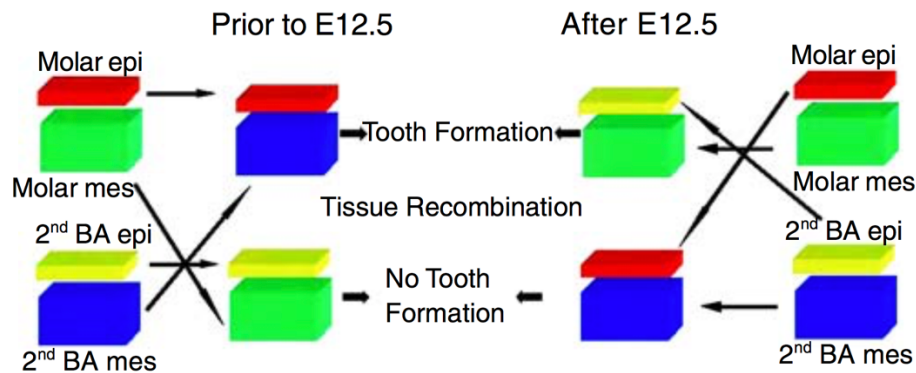 Prior to E12.5
After E12.5
Molar epi
Molar epi
Tooth Formation
Molar mes
Molar mes
Tissue Recombination
2nd BA epi
2nd BA epi
No Tooth
Formation
2nd BA mes
2nd BA mes